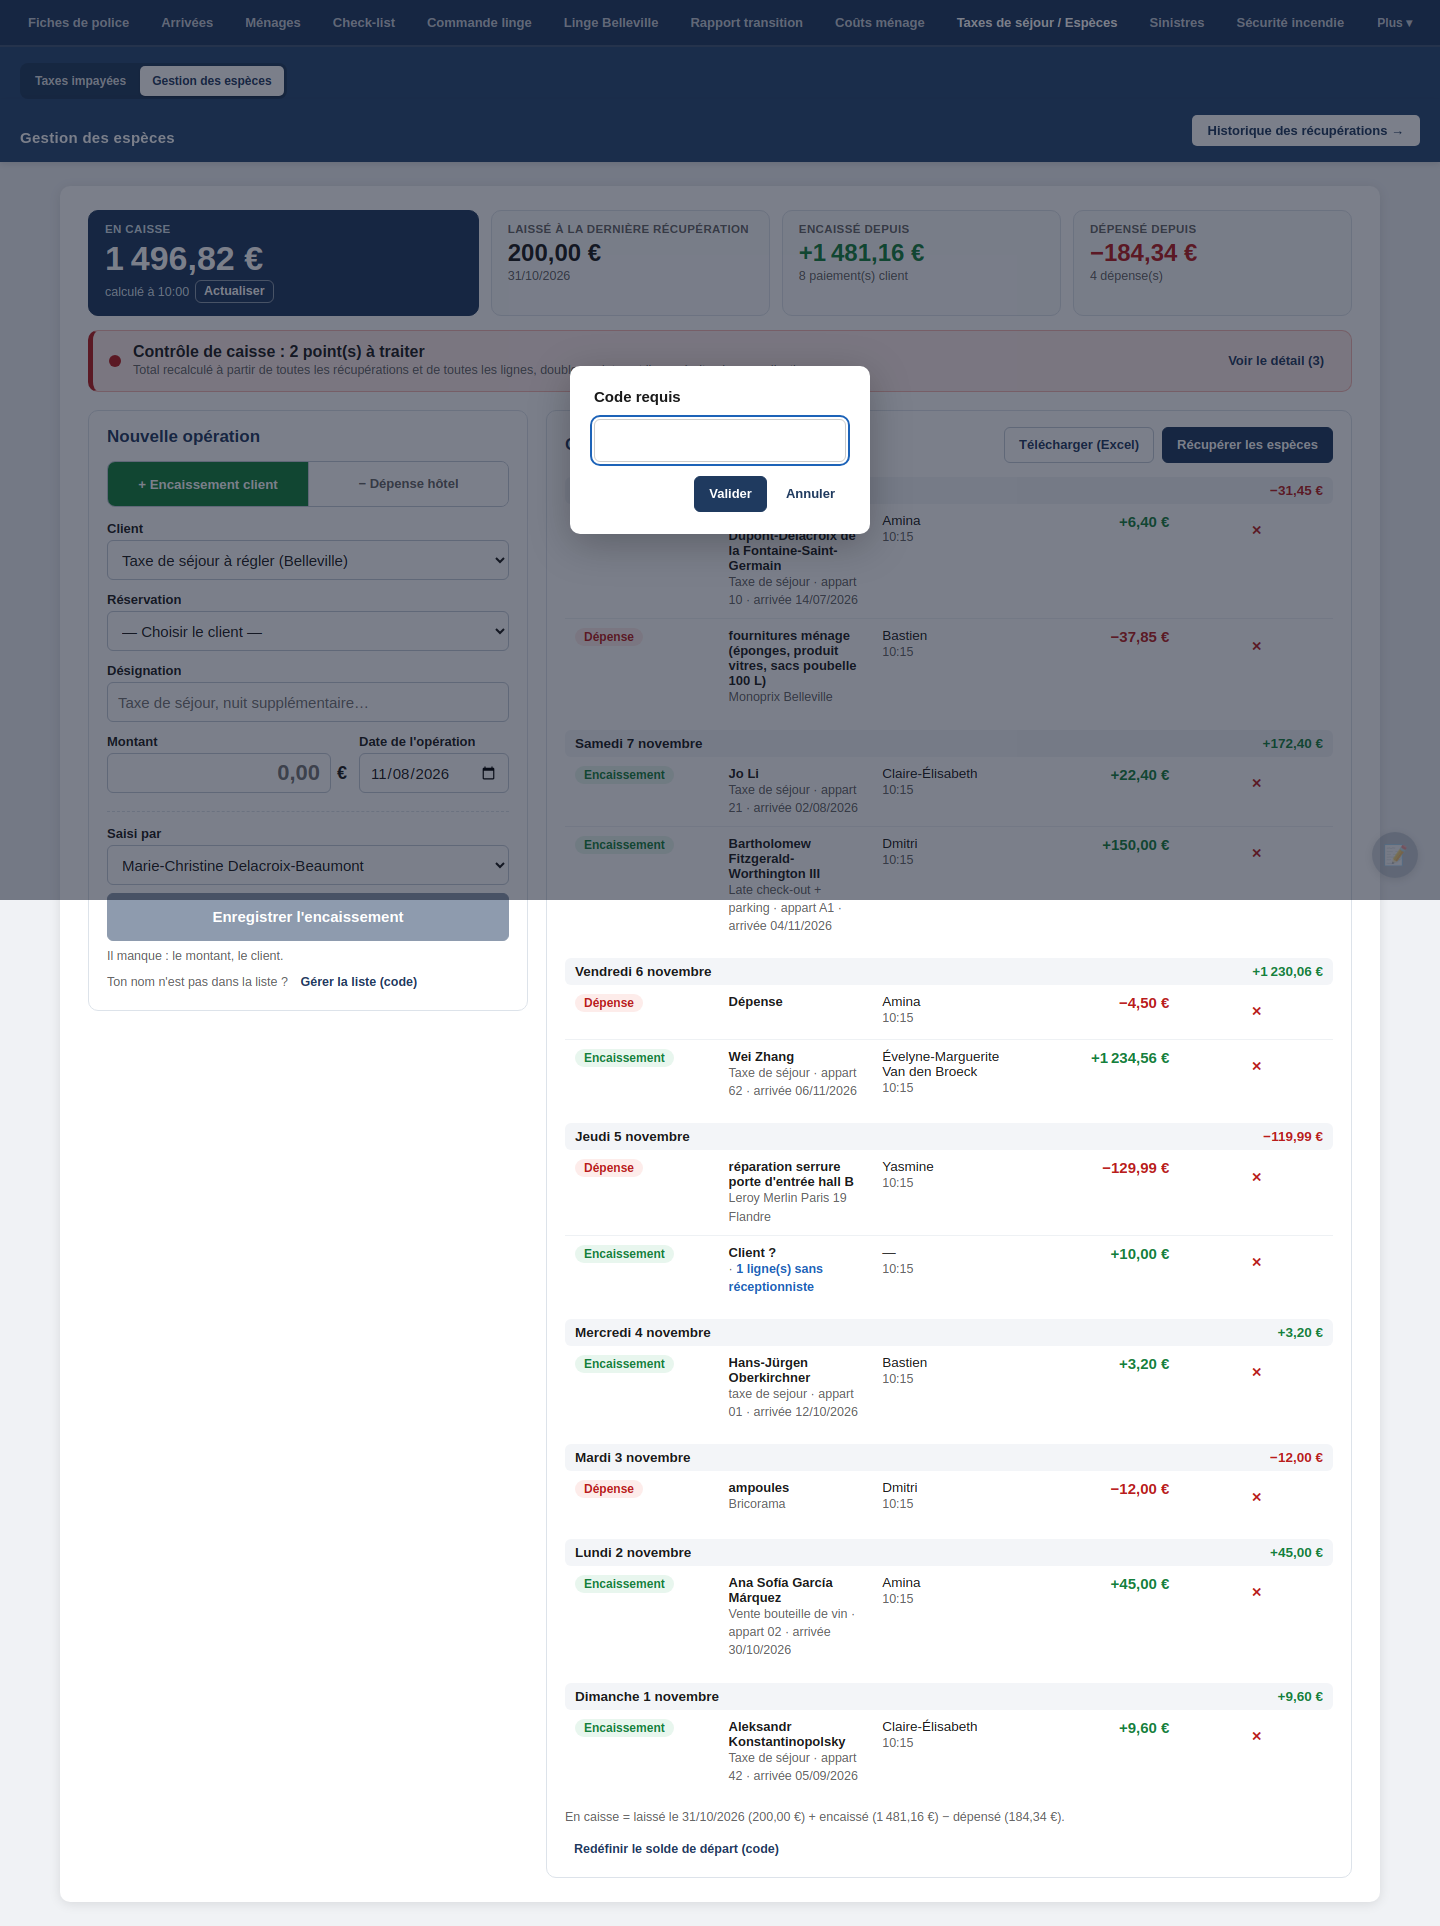 Fiches de police Arrivées Ménages Check-list Commande linge Linge Belleville Rapport transition Coûts ménage Taxes de séjour / Espèces Sinistres Sécurité incendie Plus ▾
Taxes impayées Gestion des espèces
Gestion des espèces
Historique des récupérations →
EN CAISSE
1 496,82 €
calculé à 10:00 Actualiser
LAISSÉ À LA DERNIÈRE RÉCUPÉRATION
200,00 €
31/10/2026
ENCAISSÉ DEPUIS
+1 481,16 €
8 paiement(s) client
DÉPENSÉ DEPUIS
−184,34 €
4 dépense(s)
Contrôle de caisse : 2 point(s) à traiter
Total recalculé à partir de toutes les récupérations et de toutes les lignes,
Voir le détail (3)
Code requis
Valider Annuler
Nouvelle opération
+ Encaissement client − Dépense hôtel
Client
Taxe de séjour à régler (Belleville)
Réservation
— Choisir le client —
Désignation
Taxe de séjour, nuit supplémentaire…
Montant Date de l'opération
0,00 € 11/08/2026
Saisi par
Marie-Christine Delacroix-Beaumont
Enregistrer l'encaissement
Il manque : le montant, le client.
Ton nom n'est pas dans la liste ? Gérer la liste (code)
Télécharger (Excel) Récupérer les espèces
−31,45 €
Amina +6,40 € ✕
10:15
Dupont-Delacroix de
la Fontaine-Saint-
Germain
Taxe de séjour · appart
10 · arrivée 14/07/2026
Dépense fournitures ménage Bastien −37,85 € ✕
(éponges, produit 10:15
vitres, sacs poubelle
100 L)
Monoprix Belleville
Samedi 7 novembre +172,40 €
Encaissement Jo Li Claire-Élisabeth +22,40 € ✕
Taxe de séjour · appart 10:15
21 · arrivée 02/08/2026
Encaissement Bartholomew Dmitri +150,00 € ✕
Fitzgerald- 10:15
Worthington III
Late check-out +
parking · appart A1 ·
arrivée 04/11/2026
Vendredi 6 novembre +1 230,06 €
Dépense Dépense Amina −4,50 € ✕
10:15
Encaissement Wei Zhang Évelyne-Marguerite +1 234,56 € ✕
Taxe de séjour · appart Van den Broeck
62 · arrivée 06/11/2026 10:15
Jeudi 5 novembre −119,99 €
Dépense réparation serrure Yasmine −129,99 € ✕
porte d'entrée hall B 10:15
Leroy Merlin Paris 19
Flandre
Encaissement Client ? — +10,00 € ✕
· 1 ligne(s) sans 10:15
réceptionniste
Mercredi 4 novembre +3,20 €
Encaissement Hans-Jürgen Bastien +3,20 € ✕
Oberkirchner 10:15
taxe de sejour · appart
01 · arrivée 12/10/2026
Mardi 3 novembre −12,00 €
Dépense ampoules Dmitri −12,00 € ✕
Bricorama 10:15
Lundi 2 novembre +45,00 €
Encaissement Ana Sofía García Amina +45,00 € ✕
Márquez 10:15
Vente bouteille de vin ·
appart 02 · arrivée
30/10/2026
Dimanche 1 novembre +9,60 €
Encaissement Aleksandr Claire-Élisabeth +9,60 € ✕
Konstantinopolsky 10:15
Taxe de séjour · appart
42 · arrivée 05/09/2026
En caisse = laissé le 31/10/2026 (200,00 €) + encaissé (1 481,16 €) − dépensé (184,34 €).
Redéfinir le solde de départ (code)